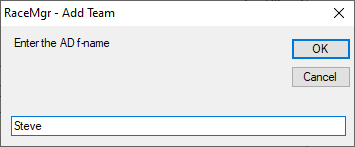 RaceMgr - Add Team
Enter the AD f-name
OK
Cancel
Steve